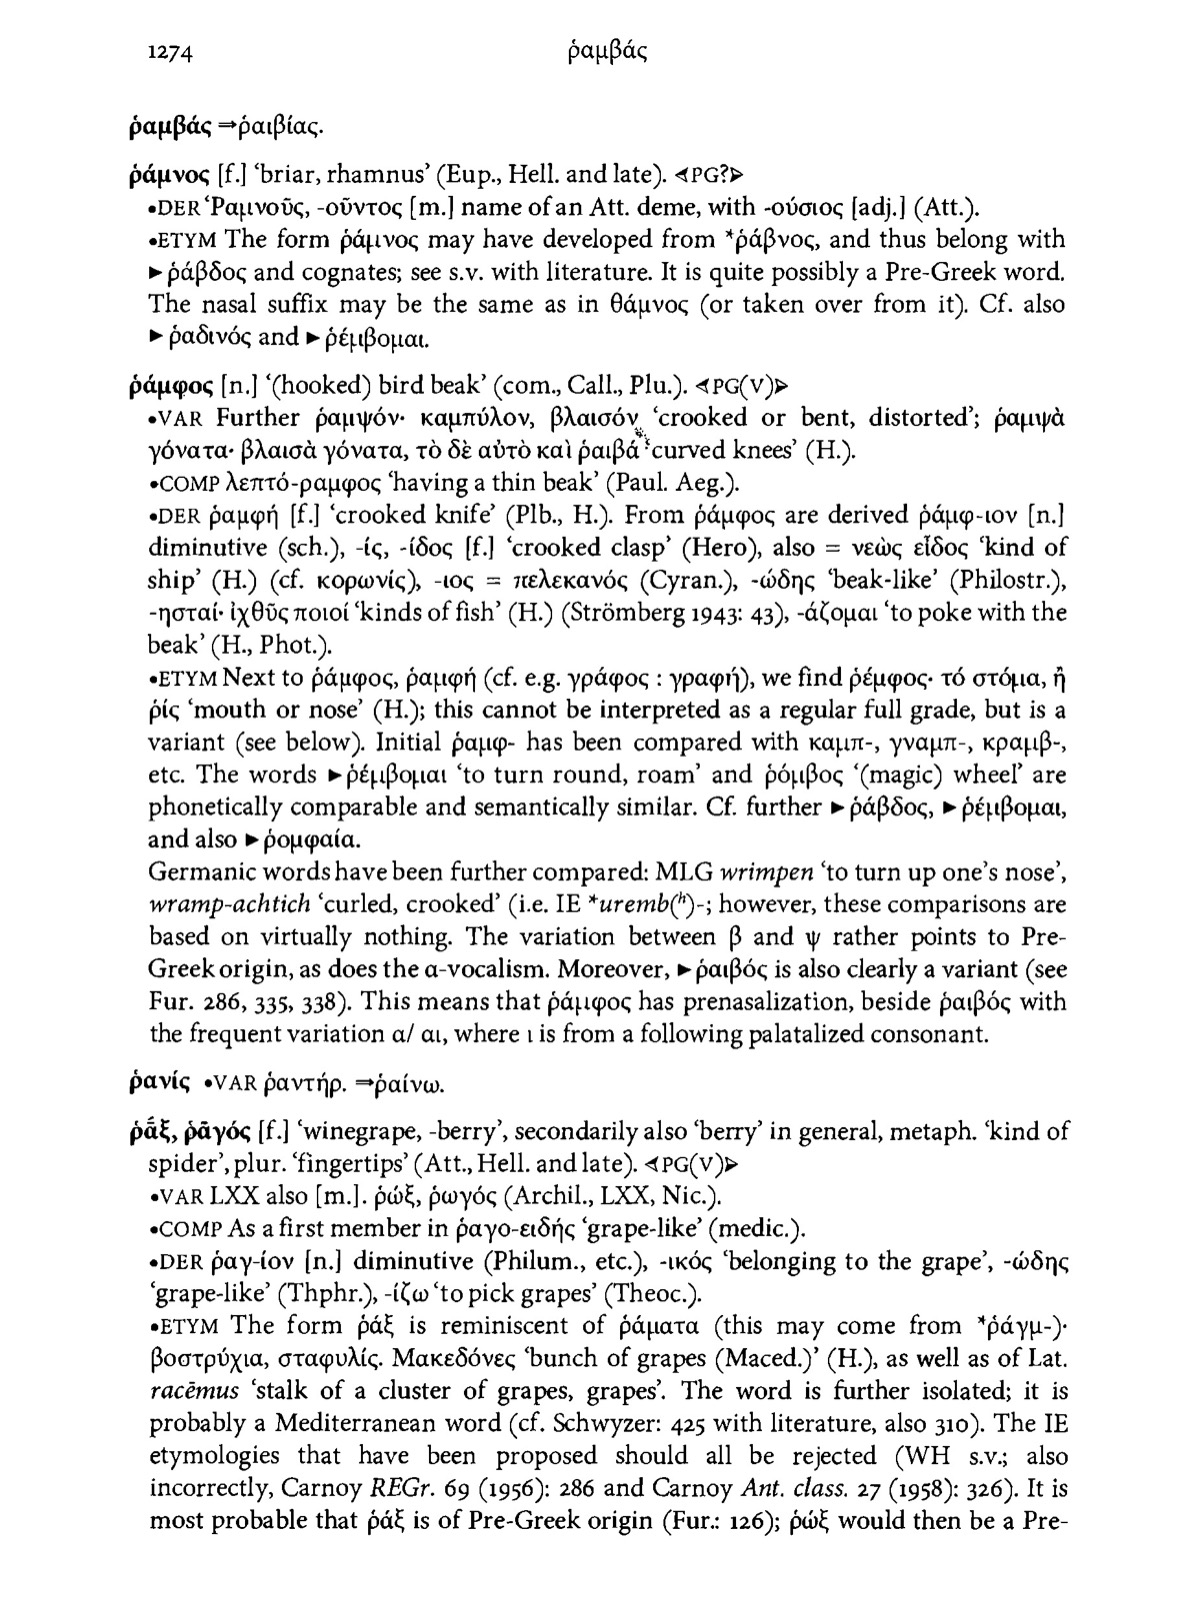 1274
ῥαμβάς
ῥαμβάς ⇒ῥαιβίας.
ῥάμνος [f.] ‘briar, rhamnus’ (Eup., Hell. and late). ⊲PG?⊳
•DER ‘Ραμνοῦς, -οῦντος [m.] name of an Att. deme, with -ούσιος [adj.] (Att.).
•ETYM The form ῥάμνος may have developed from *ῥάβνος, and thus belong with
►ῥάβδος and cognates; see s.v. with literature. It is quite possibly a Pre-Greek word.
The nasal suffix may be the same as in θάμνος (or taken over from it). Cf. also
►ῥαδινός and ►ῥέμβομαι.
ῥάμφος [n.] ‘(hooked) bird beak’ (com., Call., Plu.). ⊲PG(V)⊳
•VAR Further ῥαμψόν· καμπύλον, βλαισόν ‘crooked or bent, distorted’; ῥαμψὰ
γόνατα· βλαισὰ γόνατα, τὸ δὲ αὐτὸ καὶ ῥαιβά ‘curved knees’ (H.).
•COMP λεπτό-ραμφος ‘having a thin beak’ (Paul. Aeg.).
•DER ῥαμφή [f.] ‘crooked knife’ (Plb., H.). From ῥάμφος are derived ῥάμφ-ιον [n.]
diminutive (sch.), -ίς, -ίδος [f.] ‘crooked clasp’ (Hero), also = νεὼς εἶδος ‘kind of
ship’ (H.) (cf. κορωνίς), -ιος = πελεκανός (Cyran.), -ώδης ‘beak-like’ (Philostr.),
-ησταί· ἰχθῦς ποιοί ‘kinds of fish’ (H.) (Strömberg 1943: 43), -άζομαι ‘to poke with the
beak’ (H., Phot.).
•ETYM Next to ῥάμφος, ῥαμφή (cf. e.g. γράφος : γραφή), we find ῥέμφος· τό στόμα, ἢ
ῥίς ‘mouth or nose’ (H.); this cannot be interpreted as a regular full grade, but is a
variant (see below). Initial ῥαμφ- has been compared with καμπ-, γναμπ-, κραμβ-,
etc. The words ►ῥέμβομαι ‘to turn round, roam’ and ῥόμβος ‘(magic) wheel’ are
phonetically comparable and semantically similar. Cf. further ►ῥάβδος, ►ῥέμβομαι,
and also ►ῥομφαία.
Germanic words have been further compared: MLG wrimpen ‘to turn up one’s nose’,
wramp-achtich ‘curled, crooked’ (i.e. IE *uremb(ʰ)-; however, these comparisons are
based on virtually nothing. The variation between β and ψ rather points to Pre-
Greek origin, as does the α-vocalism. Moreover, ►ῥαιβός is also clearly a variant (see
Fur. 286, 335, 338). This means that ῥάμφος has prenasalization, beside ῥαιβός with
the frequent variation α/ αι, where ι is from a following palatalized consonant.
ῥανίς •VAR ῥαντήρ. ⇒ῥαίνω.
ῥᾱ́ξ, ῥᾱγός [f.] ‘winegrape, -berry’, secondarily also ‘berry’ in general, metaph. ‘kind of
spider’, plur. ‘fingertips’ (Att., Hell. and late). ⊲PG(V)⊳
•VAR LXX also [m.]. ῥώξ, ῥωγός (Archil., LXX, Nic.).
•COMP As a first member in ῥαγο-ειδής ‘grape-like’ (medic.).
•DER ῥαγ-ίον [n.] diminutive (Philum., etc.), -ικός ‘belonging to the grape’, -ώδης
‘grape-like’ (Thphr.), -ίζω ‘to pick grapes’ (Theoc.).
•ETYM The form ῥάξ is reminiscent of ῥάματα (this may come from *ῥάγμ-)·
βοστρύχια, σταφυλίς. Μακεδόνες ‘bunch of grapes (Maced.)’ (H.), as well as of Lat.
racēmus ‘stalk of a cluster of grapes, grapes’. The word is further isolated; it is
probably a Mediterranean word (cf. Schwyzer: 425 with literature, also 310). The IE
etymologies that have been proposed should all be rejected (WH s.v.; also
incorrectly, Carnoy REGr. 69 (1956): 286 and Carnoy Ant. class. 27 (1958): 326). It is
most probable that ῥάξ is of Pre-Greek origin (Fur.: 126); ῥώξ would then be a Pre-